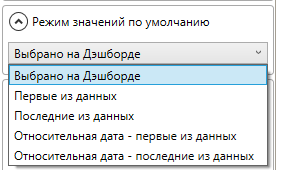 Режим значений по умолчанию
Выбрано на Дэшборде
Выбрано на Дэшборде
Первые из данных
Последние из данных
Относительная дата - первые из данных
Относительная дата - последние из данных